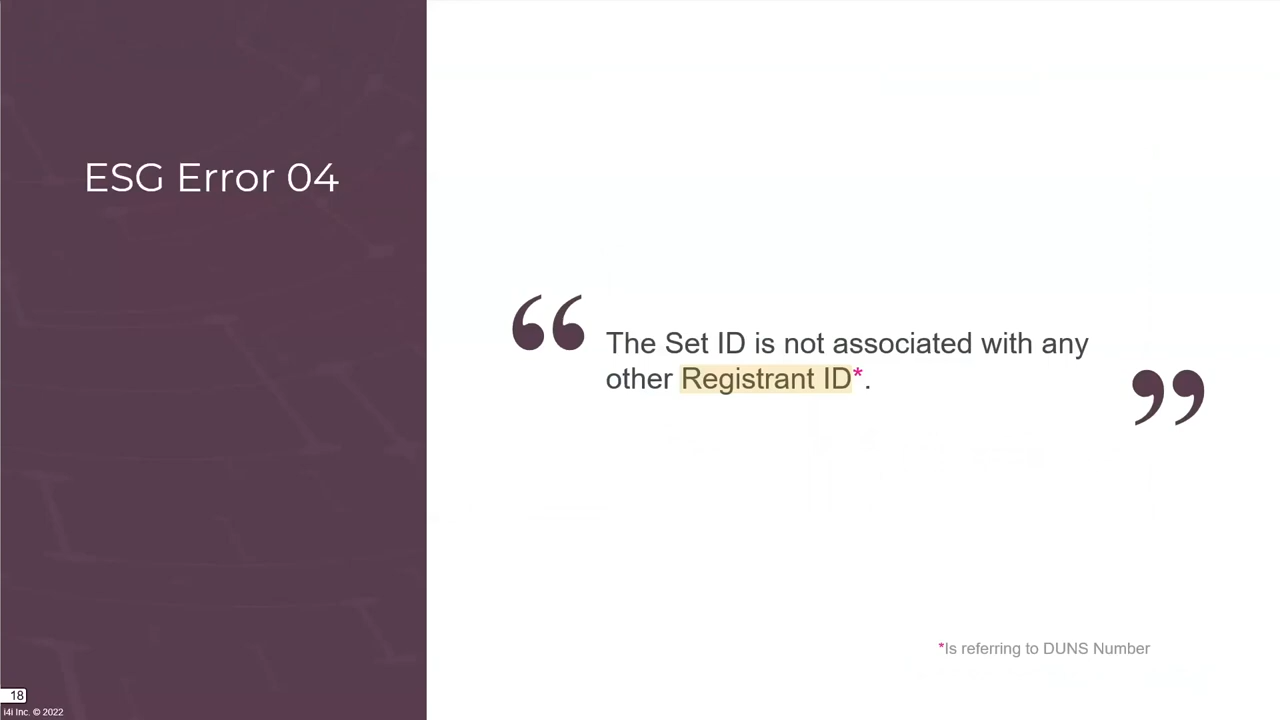 ESG Error 04
“The Set ID is not associated with any
other Registrant ID*.”
*Is referring to DUNS Number
18
i4i Inc. © 2022